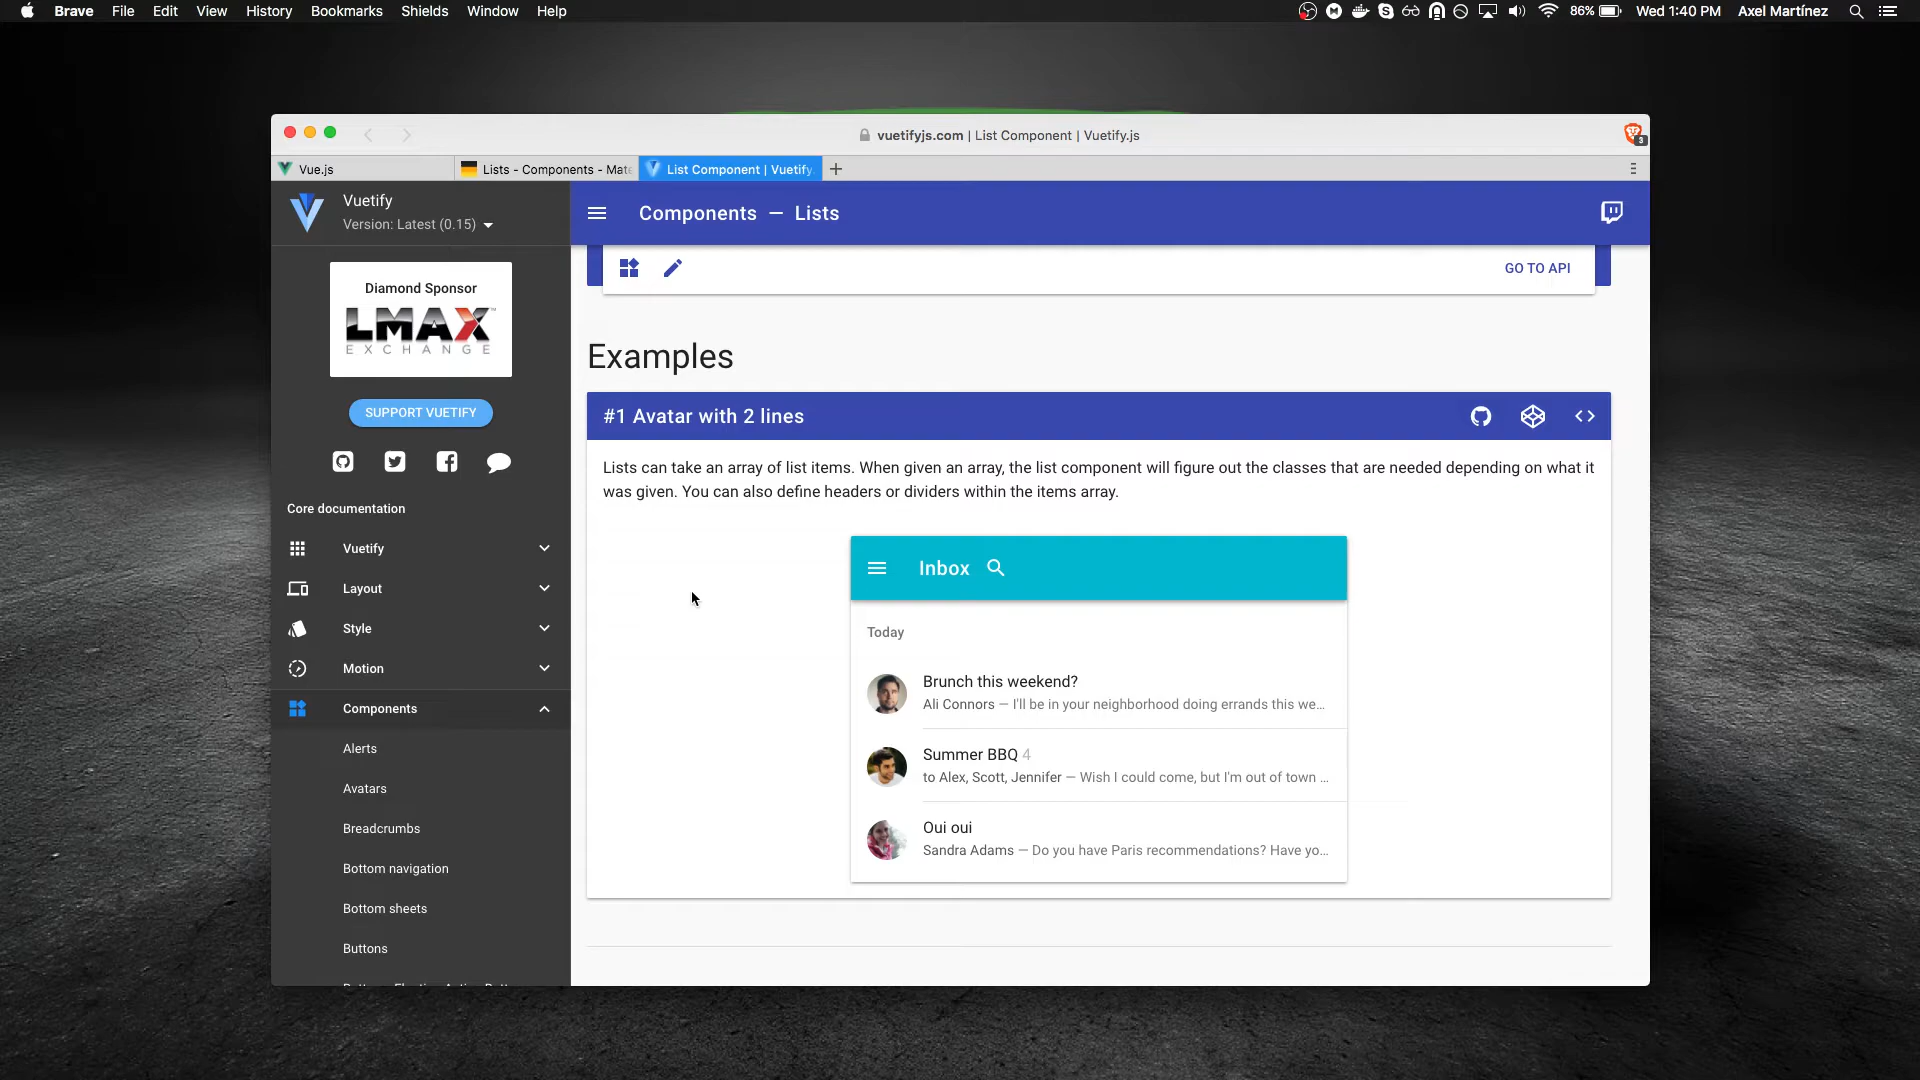 Brave File Edit View History Bookmarks Shields Window Help
86% Wed 1:40 PM Axel Martínez
vuetifyjs.com | List Component | Vuetify.js
3
Vue.js
Lists - Components - Mate
List Component | Vuetify.
Vuetify
Version: Latest (0.15)
Components — Lists
Diamond Sponsor
LMAX
EXCHANGE
SUPPORT VUETIFY
Core documentation
Vuetify
Layout
Style
Motion
Components
Alerts
Avatars
Breadcrumbs
Bottom navigation
Bottom sheets
Buttons
GO TO API
Examples
#1 Avatar with 2 lines
Lists can take an array of list items. When given an array, the list component will figure out the classes that are needed depending on what it
was given. You can also define headers or dividers within the items array.
Inbox
Today
Brunch this weekend?
Ali Connors — I'll be in your neighborhood doing errands this we...
Summer BBQ 4
to Alex, Scott, Jennifer — Wish I could come, but I'm out of town ...
Oui oui
Sandra Adams — Do you have Paris recommendations? Have yo...